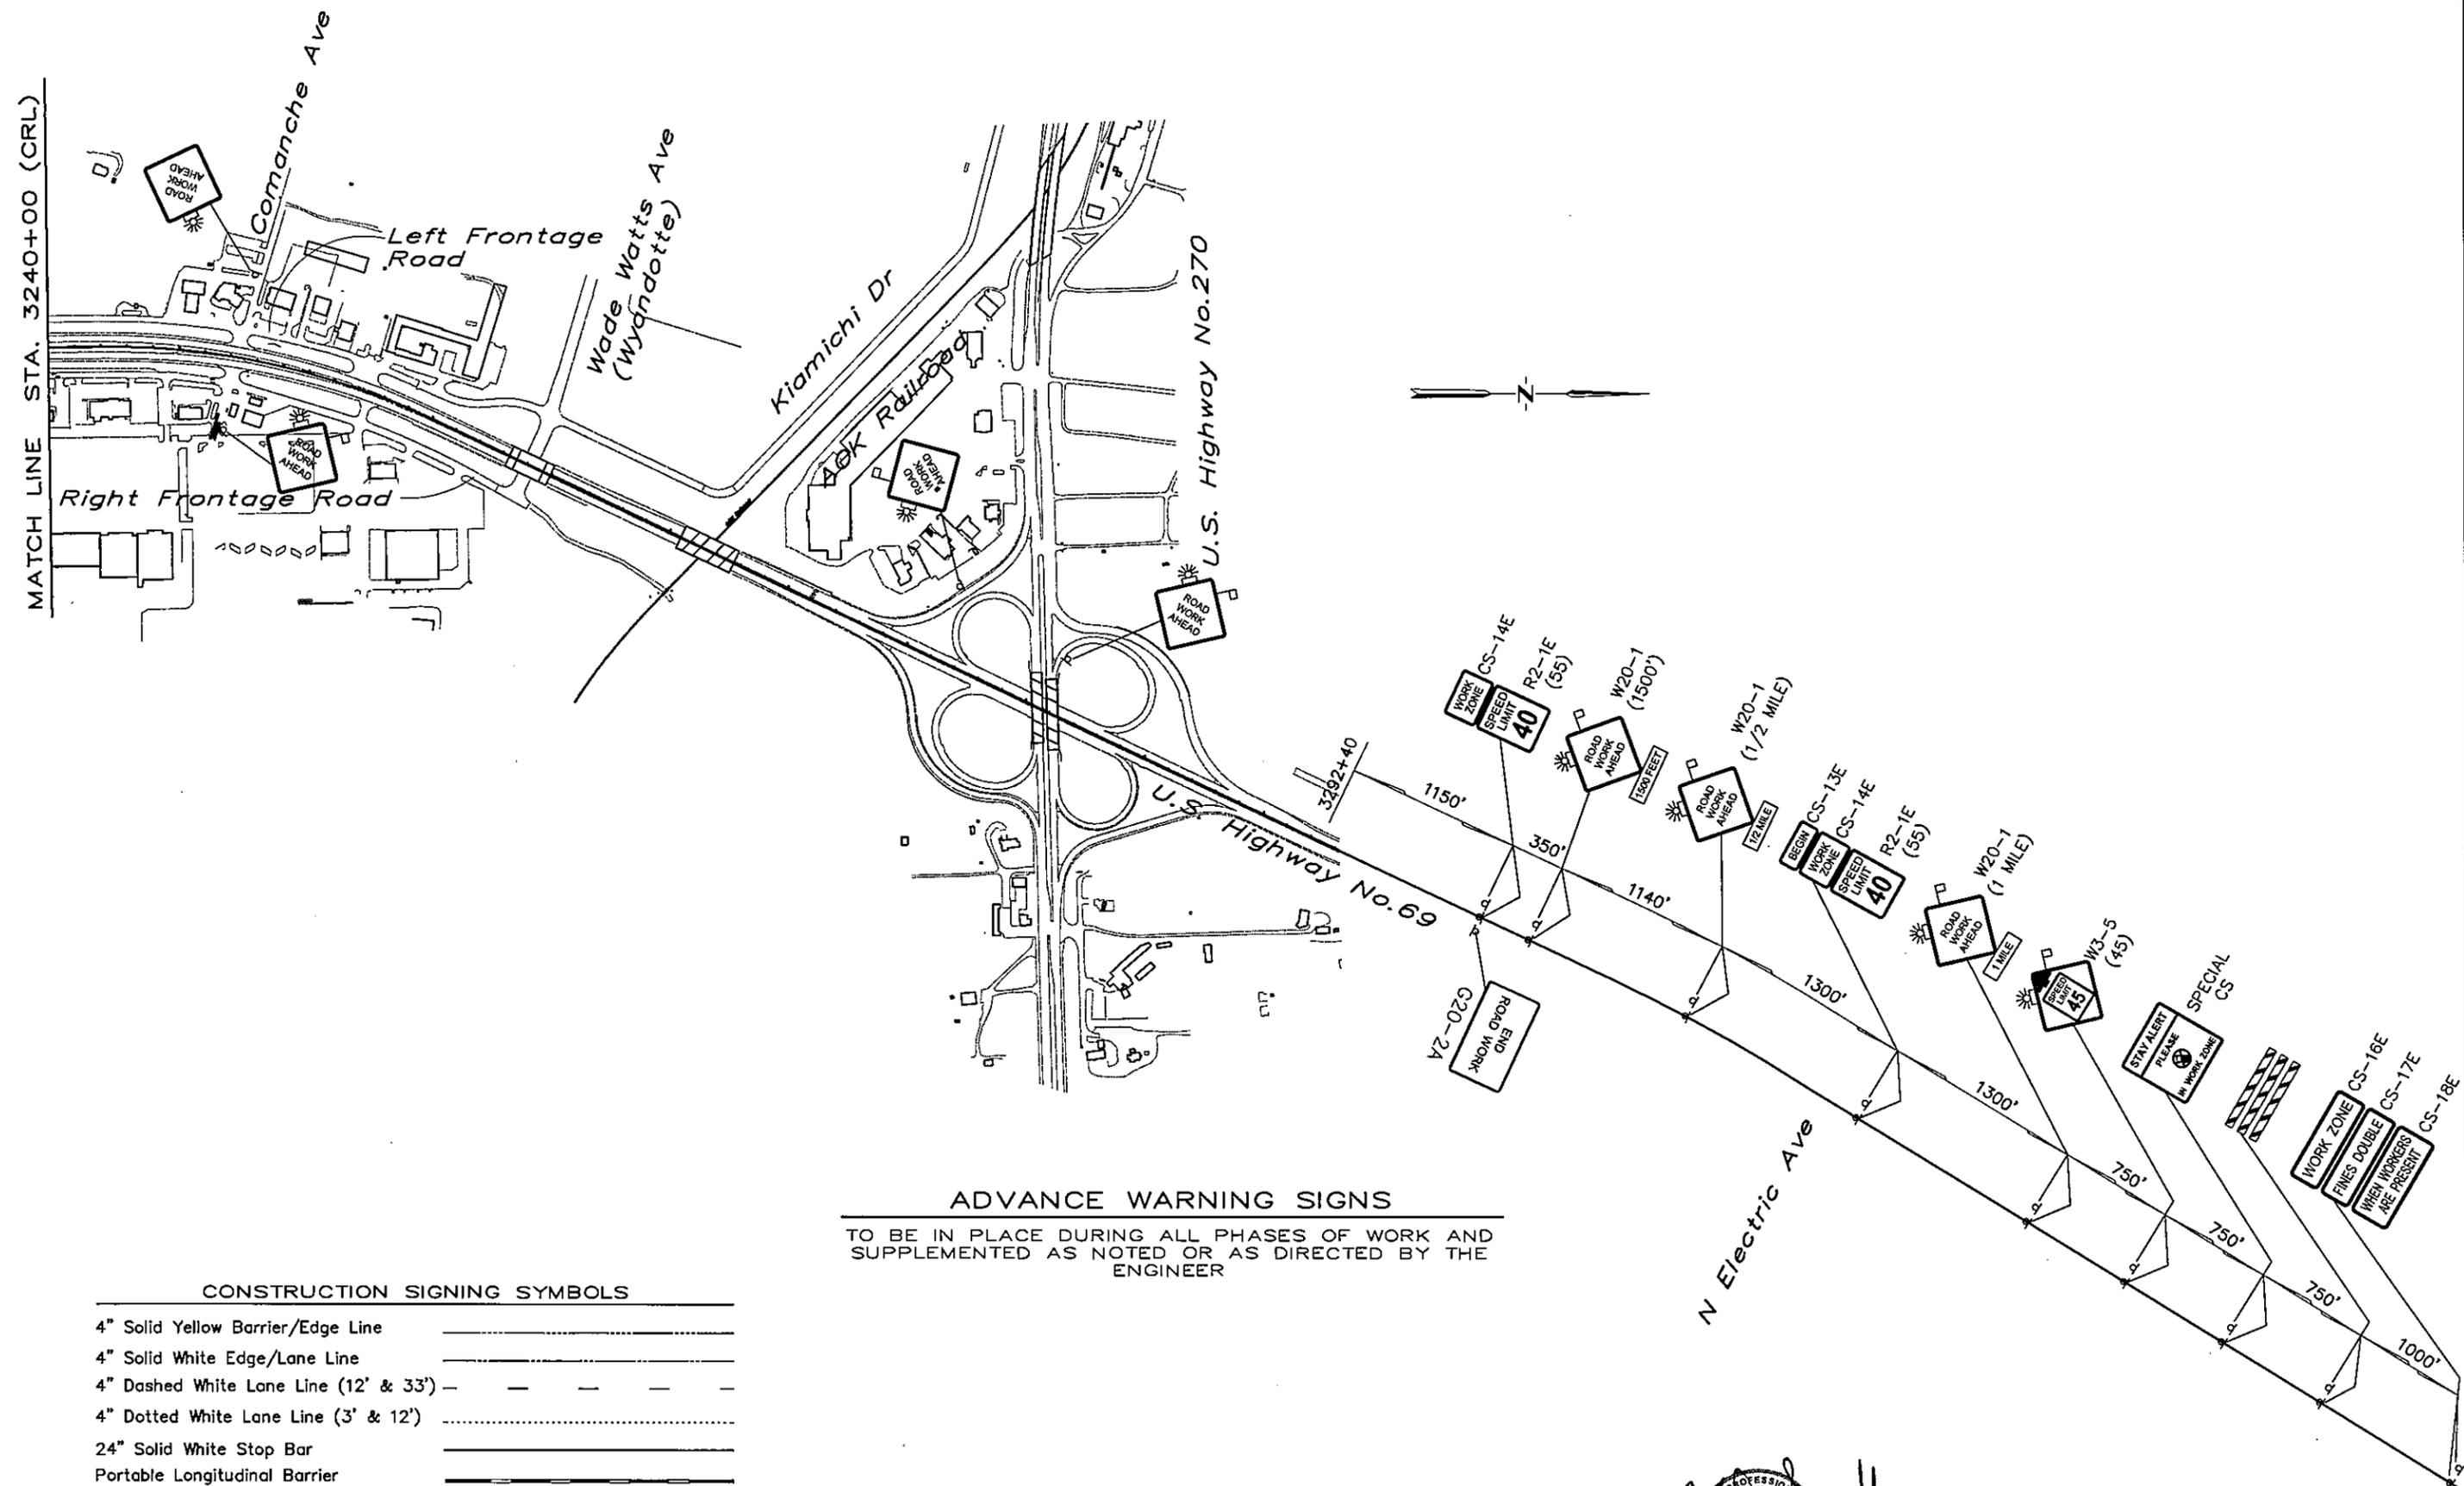 MATCH LINE STA. 3240+00 (CRL)
ROAD
WORK
AHEAD
Comanche Ave
Left Frontage
Road
Wade Watts Ave
(Wyandotte)
Kiamichi Dr
AOK Railroad
ROAD
WORK
AHEAD
Right Frontage Road
ROAD
WORK
AHEAD
U.S. Highway No.270
ROAD
WORK
AHEAD
-N-
U.S. Highway No.69
3292+40
1150'
350'
1140'
1300'
1300'
750'
750'
750'
1000'
WORK
ZONE
CS-14E
SPEED
LIMIT
40
R2-1E
(55)
ROAD
WORK
AHEAD
1500 FEET
W20-1
(1500')
ROAD
WORK
AHEAD
1/2 MILE
W20-1
(1/2 MILE)
BEGIN
CS-13E
WORK
ZONE
CS-14E
SPEED
LIMIT
40
R2-1E
(55)
ROAD
WORK
AHEAD
1 MILE
W20-1
(1 MILE)
SPEED
LIMIT
45
W3-5
(45)
STAY ALERT
PLEASE
IN WORK ZONE
SPECIAL
CS
WORK ZONE
CS-16E
FINES DOUBLE
CS-17E
WHEN WORKERS
ARE PRESENT
CS-18E
END
ROAD WORK
G20-2A
N Electric Ave
ADVANCE WARNING SIGNS
TO BE IN PLACE DURING ALL PHASES OF WORK AND
SUPPLEMENTED AS NOTED OR AS DIRECTED BY THE
ENGINEER
CONSTRUCTION SIGNING SYMBOLS
4" Solid Yellow Barrier/Edge Line
4" Solid White Edge/Lane Line
4" Dashed White Lane Line (12' & 33')
4" Dotted White Lane Line (3' & 12')
24" Solid White Stop Bar
Portable Longitudinal Barrier